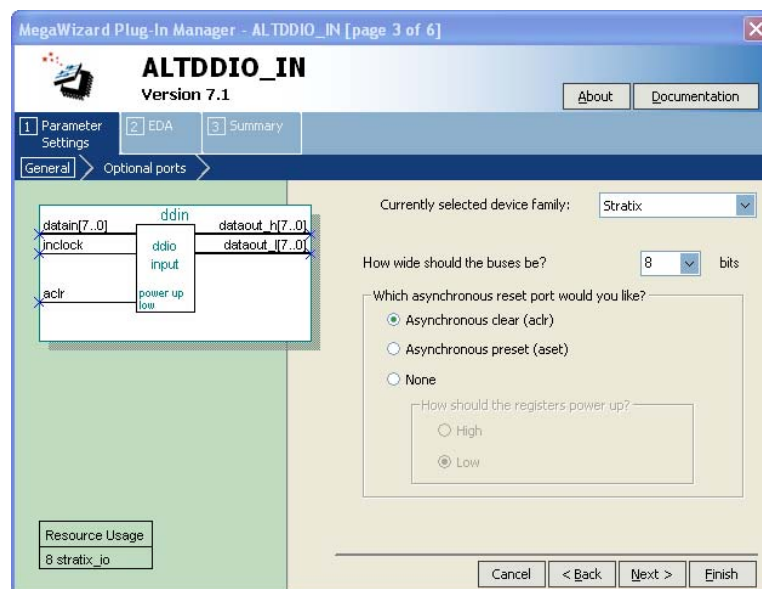 MegaWizard Plug-In Manager - ALTDDIO_IN [page 3 of 6]
ALTDDIO_IN
Version 7.1
About
Documentation
1 Parameter Settings
2 EDA
3 Summary
General
Optional ports
ddin
datain[7..0]
dataout_h[7..0]
inclock
ddio
dataout_l[7..0]
input
aclr
power up
low
Currently selected device family:
Stratix
How wide should the buses be?
8
bits
Which asynchronous reset port would you like?
Asynchronous clear (aclr)
Asynchronous preset (aset)
None
How should the registers power up?
High
Low
Resource Usage
8 stratix_io
Cancel
< Back
Next >
Finish